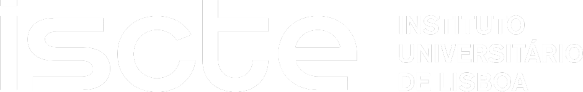 iscte
INSTITUTO
UNIVERSITÁRIO
DE LISBOA